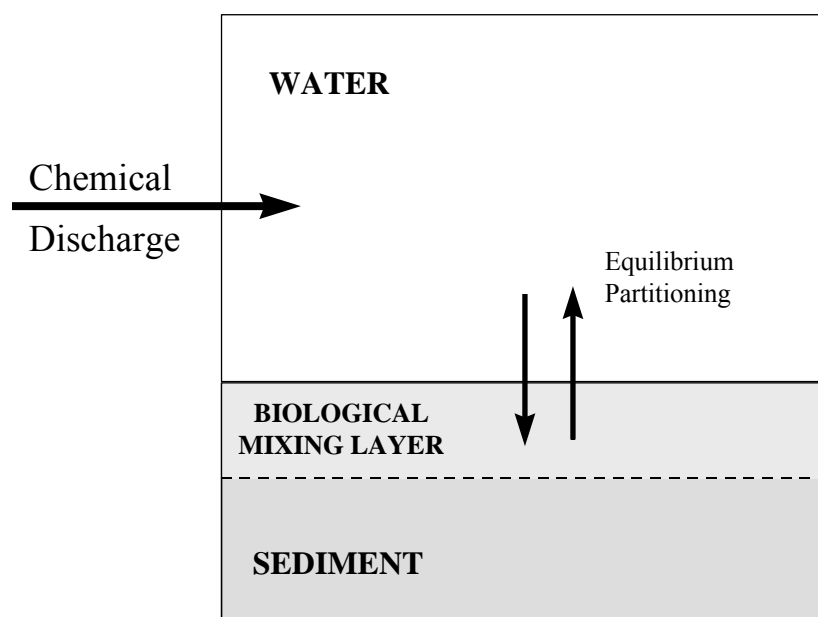 WATER
Chemical
Discharge
Equilibrium
Partitioning
BIOLOGICAL
MIXING LAYER
SEDIMENT